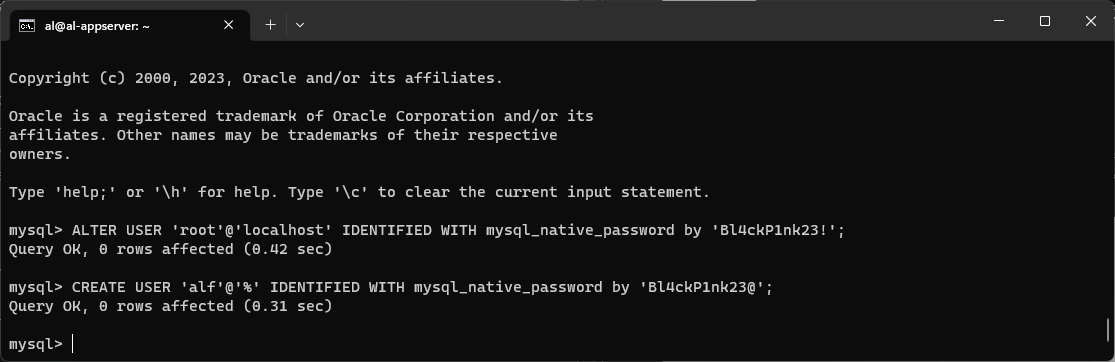 al@al-appserver: ~
Copyright (c) 2000, 2023, Oracle and/or its affiliates.
Oracle is a registered trademark of Oracle Corporation and/or its
affiliates. Other names may be trademarks of their respective
owners.
Type 'help;' or '\h' for help. Type '\c' to clear the current input statement.
mysql> ALTER USER 'root'@'localhost' IDENTIFIED WITH mysql_native_password by 'Bl4ckP1nk23!';
Query OK, 0 rows affected (0.42 sec)
mysql> CREATE USER 'alf'@'%' IDENTIFIED WITH mysql_native_password by 'Bl4ckP1nk23@';
Query OK, 0 rows affected (0.31 sec)
mysql>